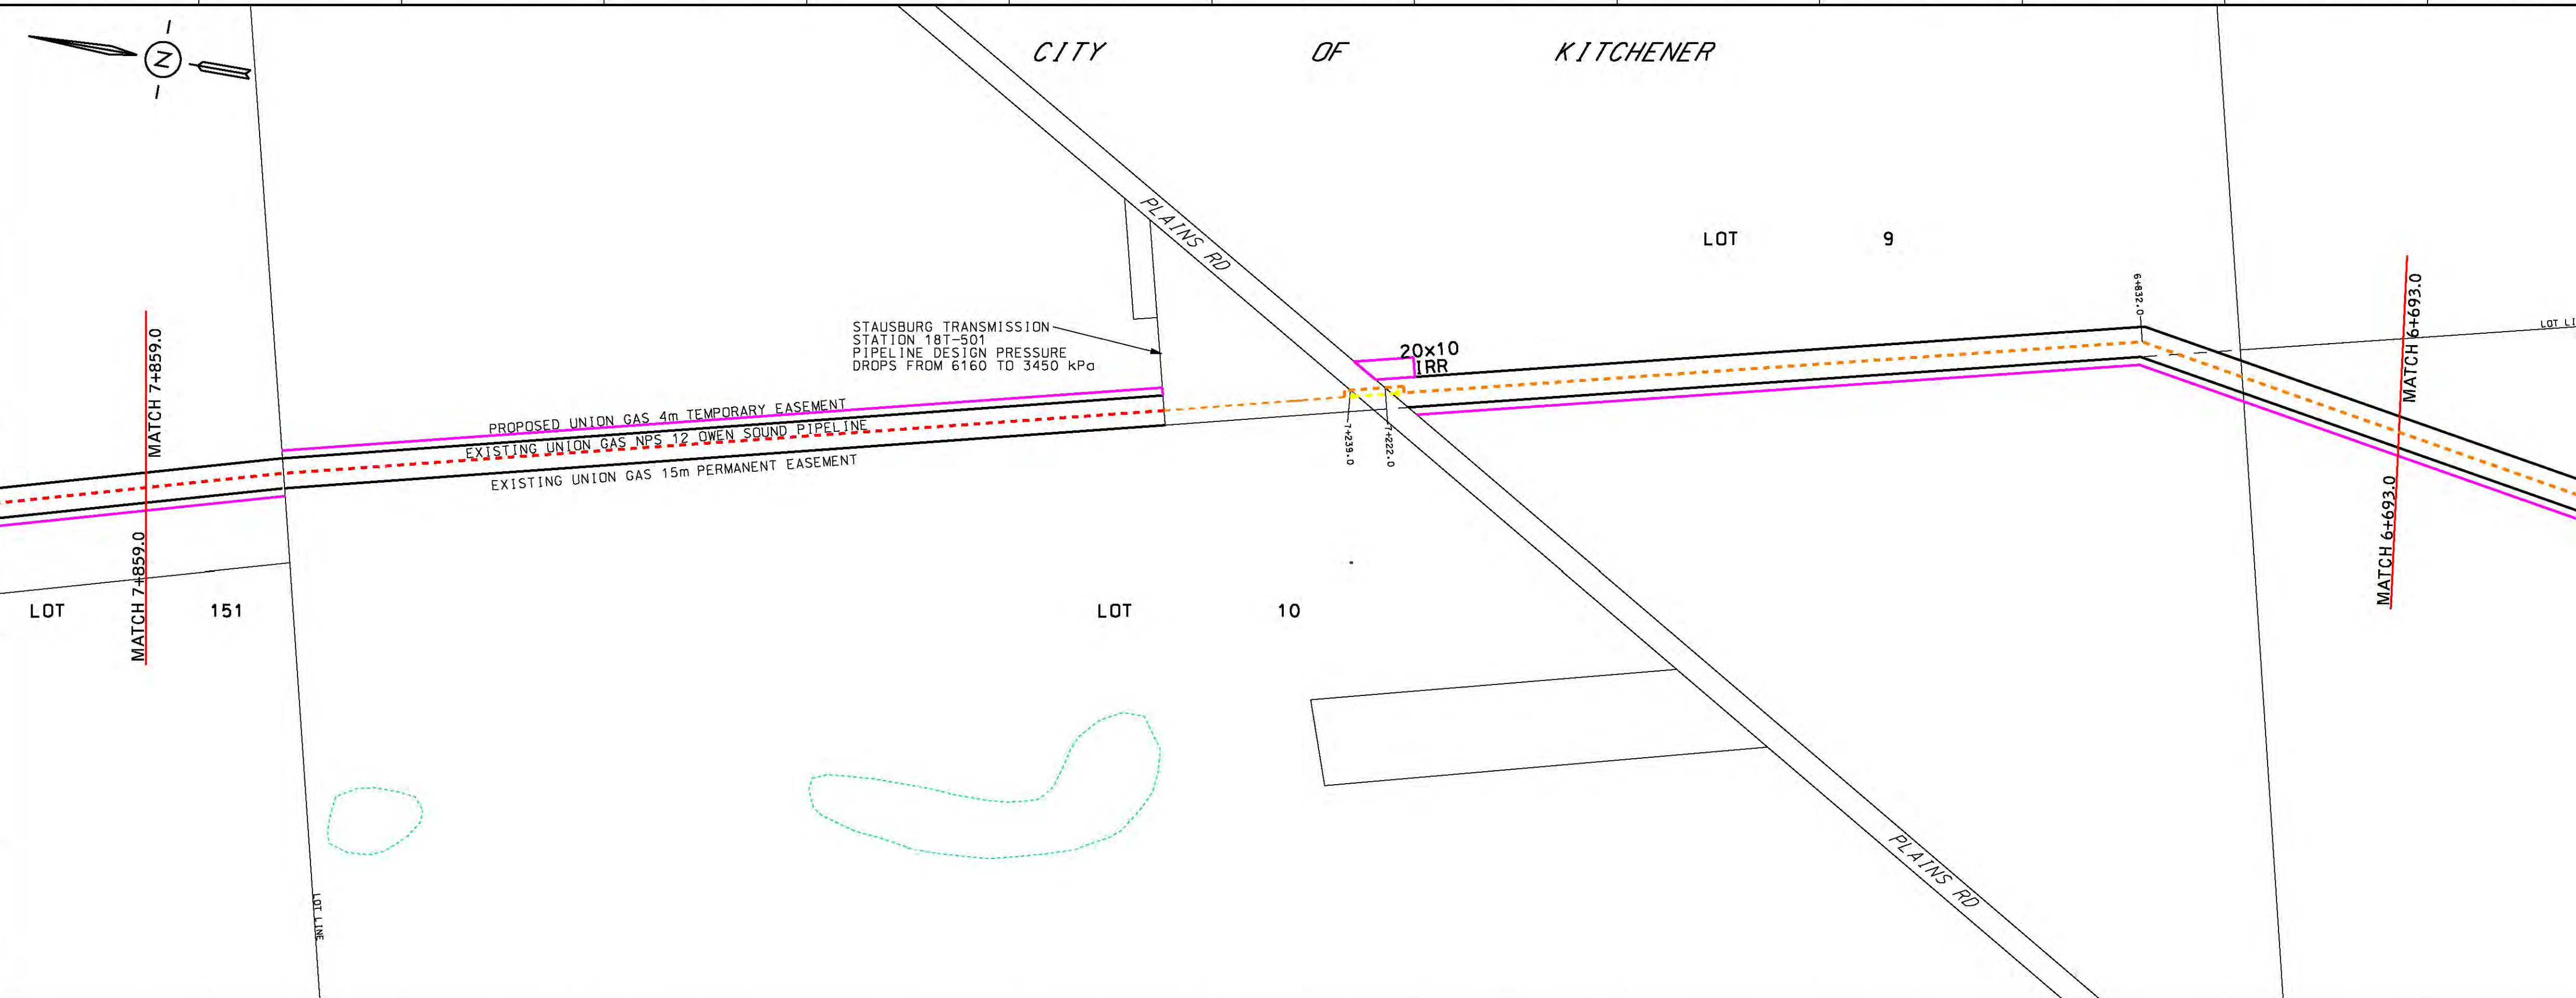 Z
CITY OF KITCHENER
PLAINS RD
LOT 9
6+832.0
MATCH 6+693.0
LOT LI
MATCH 7+859.0
STAUSBURG TRANSMISSION
STATION 18T-501
PIPELINE DESIGN PRESSURE
DROPS FROM 6160 TO 3450 kPa
20x10
IRR
PROPOSED UNION GAS 4m TEMPORARY EASEMENT
EXISTING UNION GAS NPS 12 OWEN SOUND PIPELINE
EXISTING UNION GAS 15m PERMANENT EASEMENT
7+239.0
7+222.0
MATCH 6+693.0
MATCH 7+859.0
LOT 151
LOT 10
PLAINS RD
LOT LINE